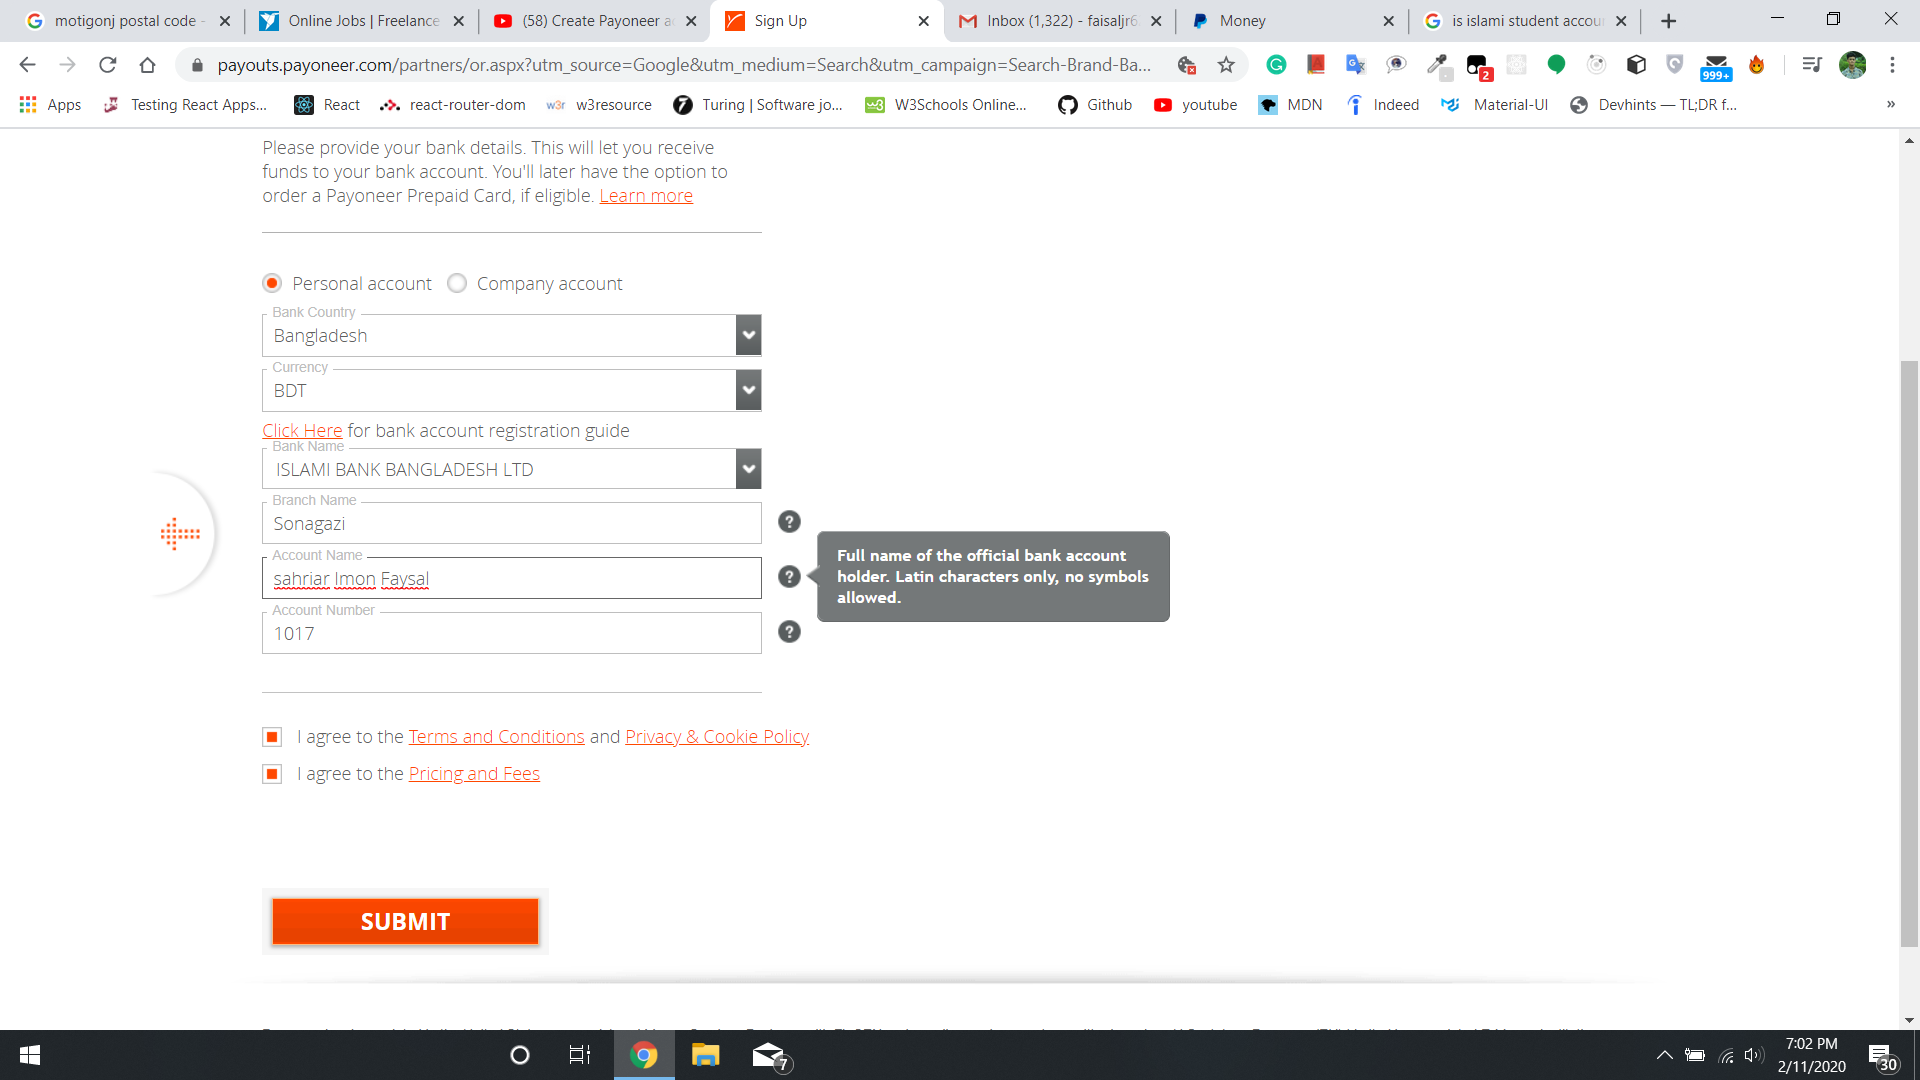 motigonj postal code -
Online Jobs | Freelance
(58) Create Payoneer a
Sign Up
Inbox (1,322) - faisaljr6
Money
is islami student accou
payouts.payoneer.com/partners/or.aspx?utm_source=Google&utm_medium=Search&utm_campaign=Search-Brand-Ba...
2
999+
Apps
Testing React Apps...
React
react-router-dom
w3r w3resource
Turing | Software jo...
W3Schools Online...
Github
youtube
MDN
Indeed
Material-UI
Devhints — TL;DR f...
»
Please provide your bank details. This will let you receive
funds to your bank account. You'll later have the option to
order a Payoneer Prepaid Card, if eligible. Learn more
Personal account
Company account
Bank Country
Bangladesh
Currency
BDT
Click Here for bank account registration guide
Bank Name
ISLAMI BANK BANGLADESH LTD
Branch Name
Sonagazi
?
Account Name
sahriar Imon Faysal
?
Full name of the official bank account
holder. Latin characters only, no symbols
allowed.
Account Number
1017
?
I agree to the Terms and Conditions and Privacy & Cookie Policy
I agree to the Pricing and Fees
SUBMIT
7
7:02 PM
2/11/2020
30